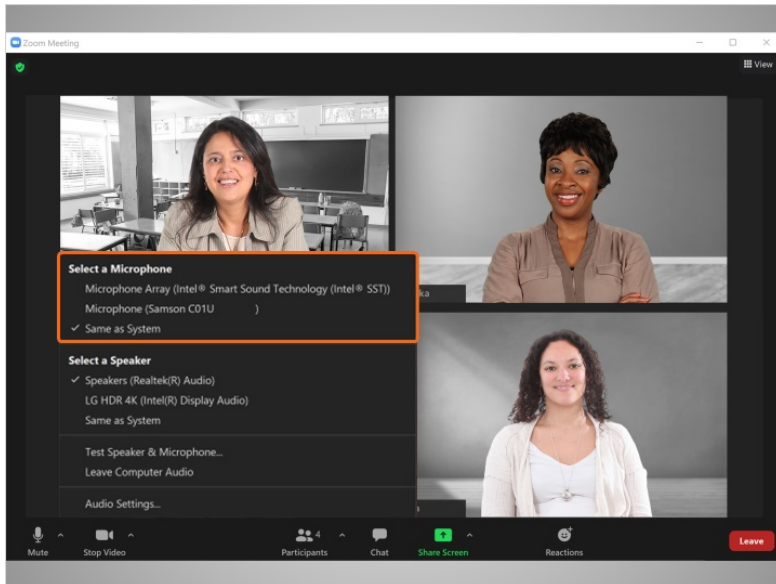 Zoom Meeting
View
Select a Microphone
Microphone Array (Intel® Smart Sound Technology (Intel® SST))
Microphone (Samson C01U )
✓ Same as System
ka
Select a Speaker
✓ Speakers (Realtek(R) Audio)
LG HDR 4K (Intel(R) Display Audio)
Same as System
Test Speaker & Microphone...
Leave Computer Audio
Audio Settings...
4
Mute
Stop Video
Participants
Chat
Share Screen
Reactions
Leave